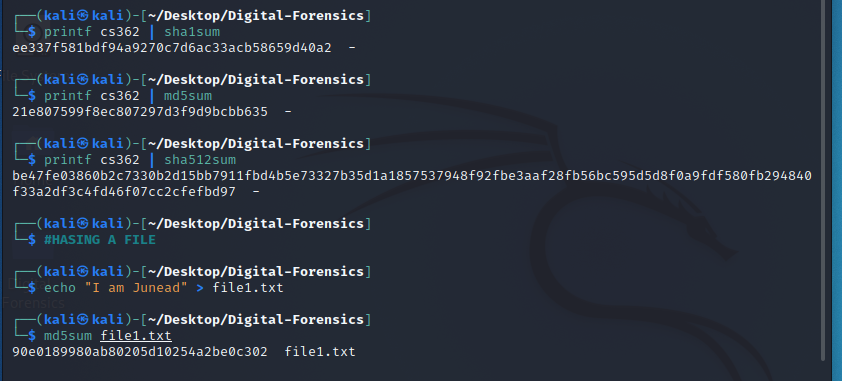 ┌──(kali㉿kali)-[~/Desktop/Digital-Forensics]
└─$ printf cs362 | sha1sum
ee337f581bdf94a9270c7d6ac33acb58659d40a2  -
┌──(kali㉿kali)-[~/Desktop/Digital-Forensics]
└─$ printf cs362 | md5sum
21e807599f8ec807297d3f9d9bcbb635  -
┌──(kali㉿kali)-[~/Desktop/Digital-Forensics]
└─$ printf cs362 | sha512sum
be47fe03860b2c7330b2d15bb7911fbd4b5e73327b35d1a1857537948f92fbe3aaf28fb56bc595d5d8f0a9fdf580fb294840
f33a2df3c4fd46f07cc2cfefbd97  -
┌──(kali㉿kali)-[~/Desktop/Digital-Forensics]
└─$ #HASING A FILE
┌──(kali㉿kali)-[~/Desktop/Digital-Forensics]
└─$ echo "I am Junead" > file1.txt
Forensics
┌──(kali㉿kali)-[~/Desktop/Digital-Forensics]
└─$ md5sum file1.txt
90e0189980ab80205d10254a2be0c302  file1.txt